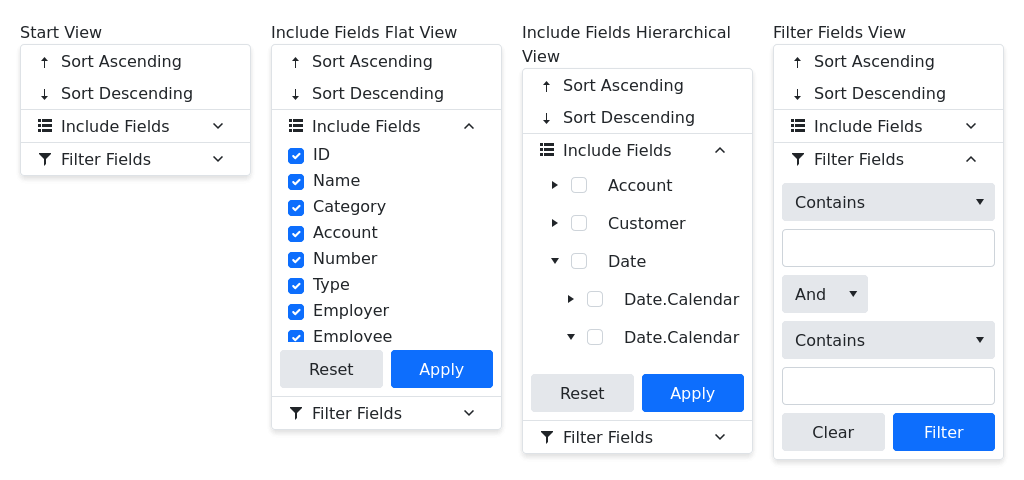 Start View
Sort Ascending
Sort Descending
Include Fields
Filter Fields
Include Fields Flat View
Sort Ascending
Sort Descending
Include Fields
ID
Name
Category
Account
Number
Type
Employer
Employee
Reset
Apply
Filter Fields
Include Fields Hierarchical
View
Sort Ascending
Sort Descending
Include Fields
Account
Customer
Date
Date.Calendar
Date.Calendar
Reset
Apply
Filter Fields
Filter Fields View
Sort Ascending
Sort Descending
Include Fields
Filter Fields
Contains
And
Contains
Clear
Filter